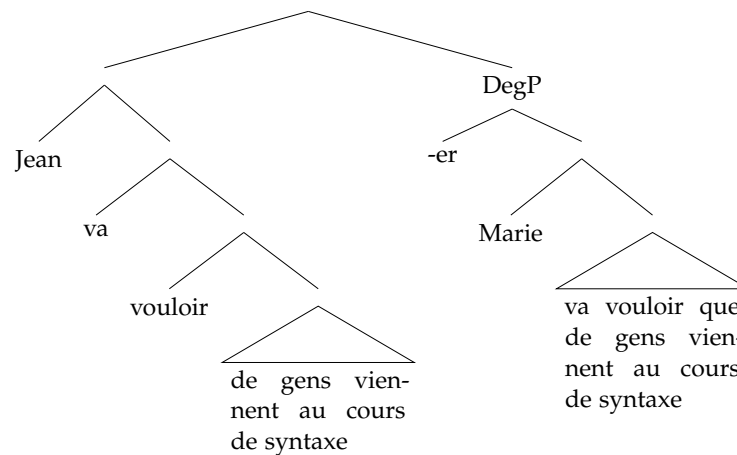 DegP
Jean
-er
va
Marie
vouloir
va vouloir que
de gens vien-
nent au cours
de syntaxe
de gens vien-
nent au cours
de syntaxe